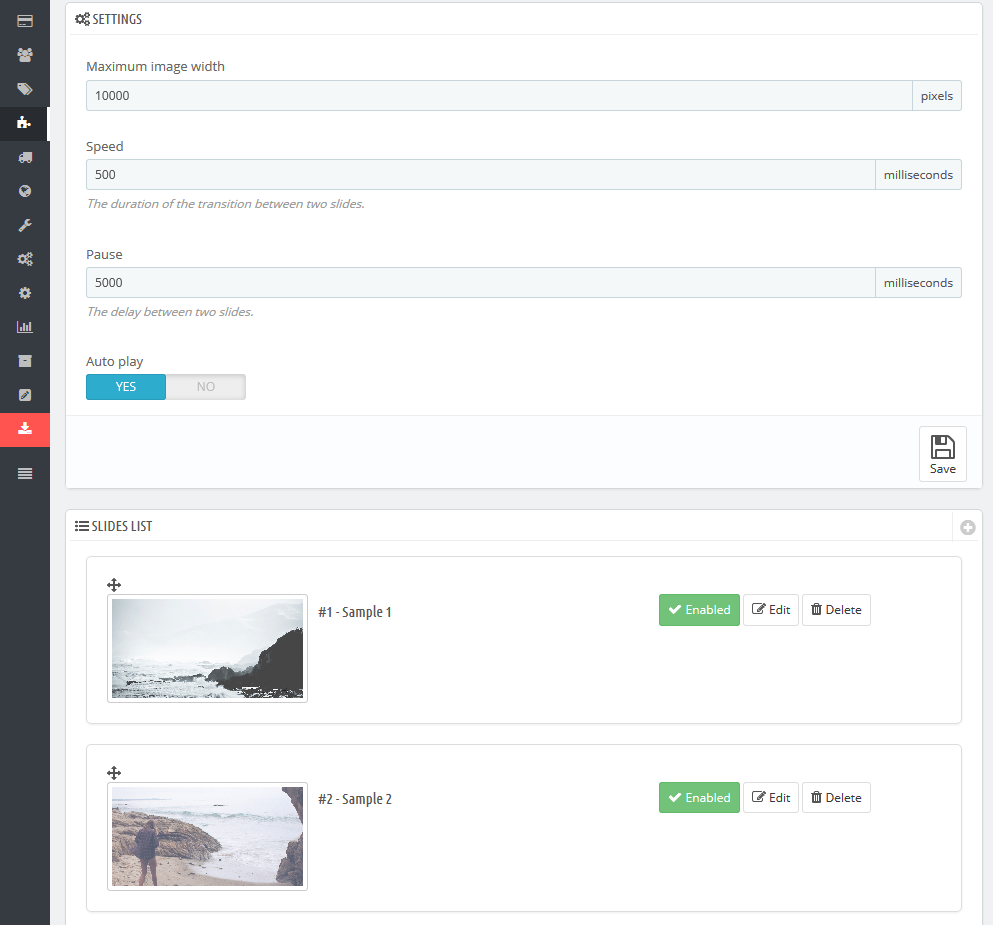 SETTINGS
Maximum image width
10000 pixels
Speed
500 milliseconds
The duration of the transition between two slides.
Pause
5000 milliseconds
The delay between two slides.
Auto play
YES NO
Save
SLIDES LIST
#1 - Sample 1 Enabled Edit Delete
#2 - Sample 2 Enabled Edit Delete